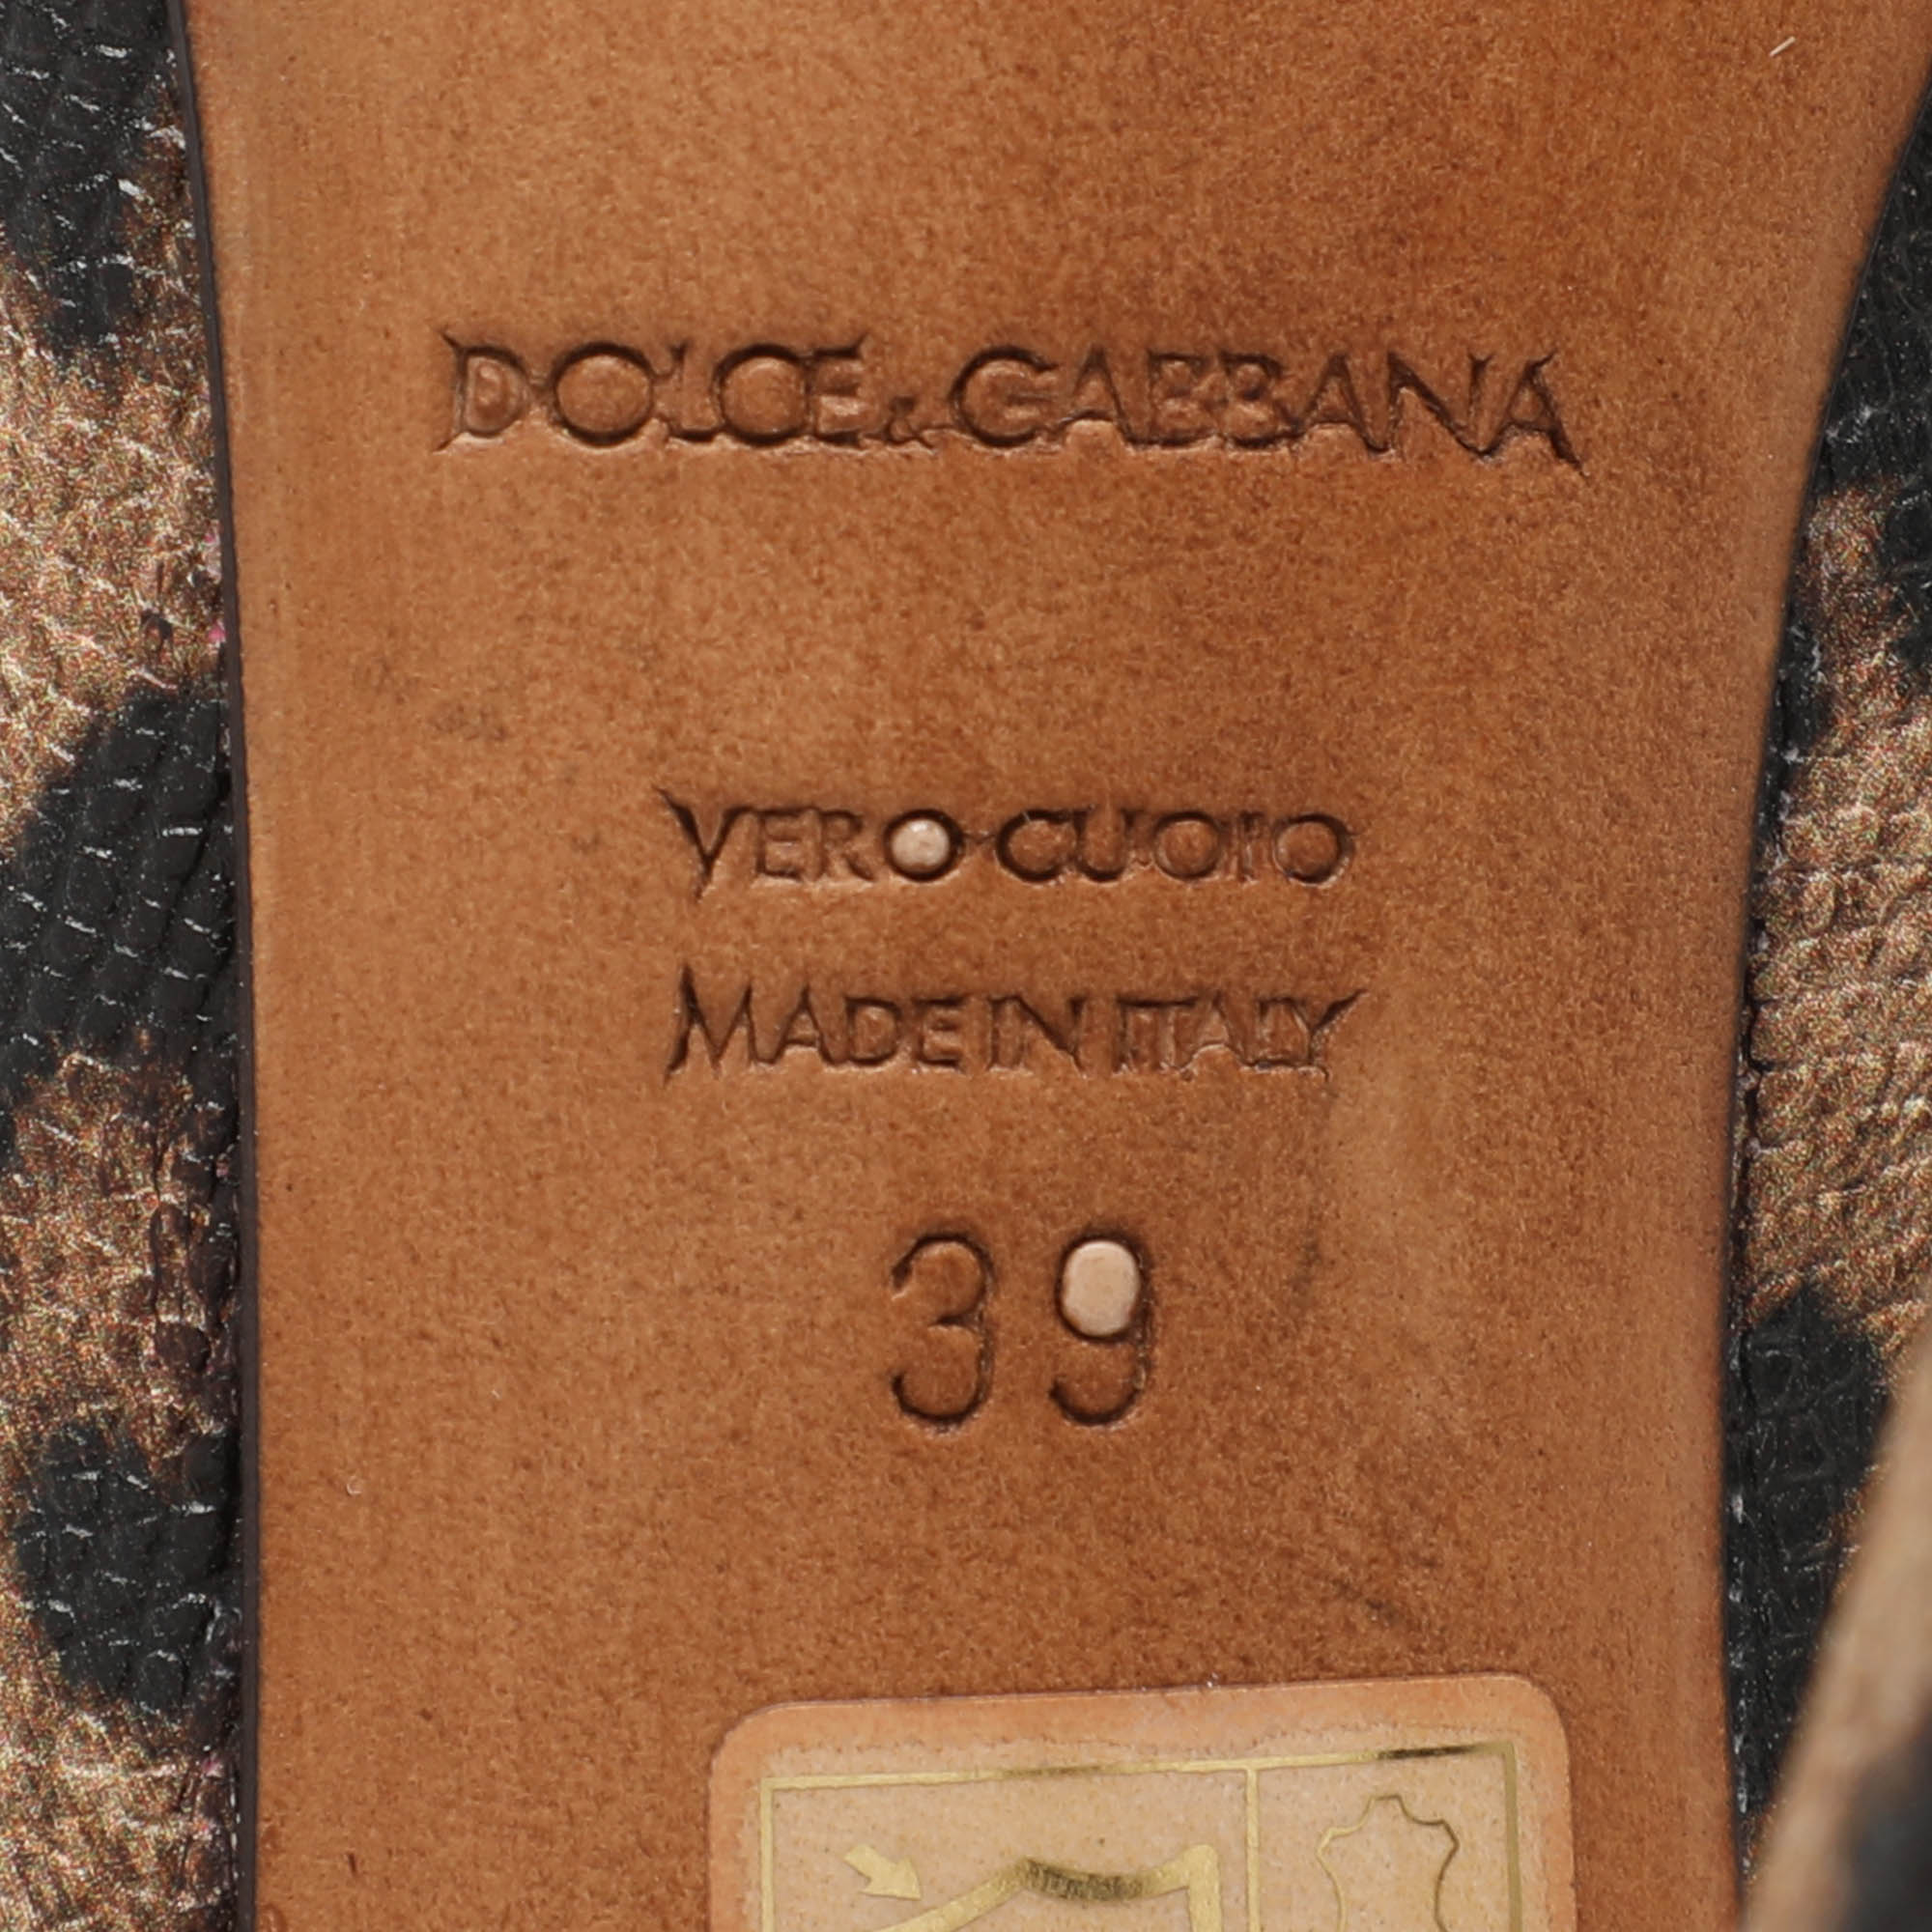 DOLCE & GABBANA
VERO CUOIO
MADE IN ITALY
39